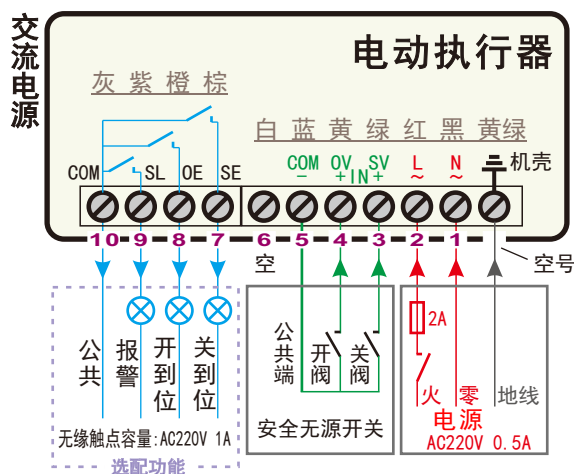 交流电源
电动执行器
灰 紫 橙 棕
白 蓝 黄 绿 红 黑 黄绿
COM SL OE SE
COM OV SV L N
− + IN + ~ ~
机壳
10 9 8 7 6 5 4 3 2 1
空
空号
2A
公共
报警
开到位
关到位
公共端
开阀
关阀
火 零 地线
无缘触点容量:AC220V 1A
安全无源开关
电源
AC220V 0.5A
选配功能